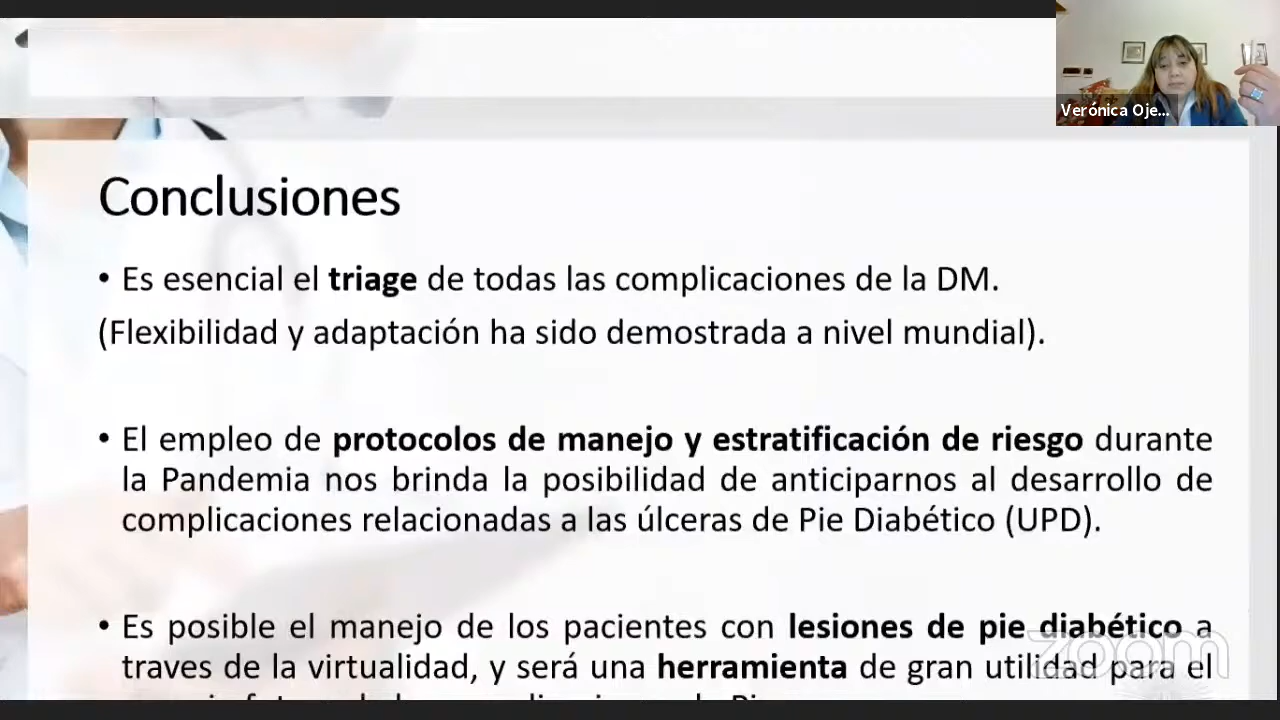 Verónica Oje...
Conclusiones
• Es esencial el triage de todas las complicaciones de la DM.
(Flexibilidad y adaptación ha sido demostrada a nivel mundial).
• El empleo de protocolos de manejo y estratificación de riesgo durante
la Pandemia nos brinda la posibilidad de anticiparnos al desarrollo de
complicaciones relacionadas a las úlceras de Pie Diabético (UPD).
• Es posible el manejo de los pacientes con lesiones de pie diabético a
traves de la virtualidad, y será una herramienta de gran utilidad para el
zoom